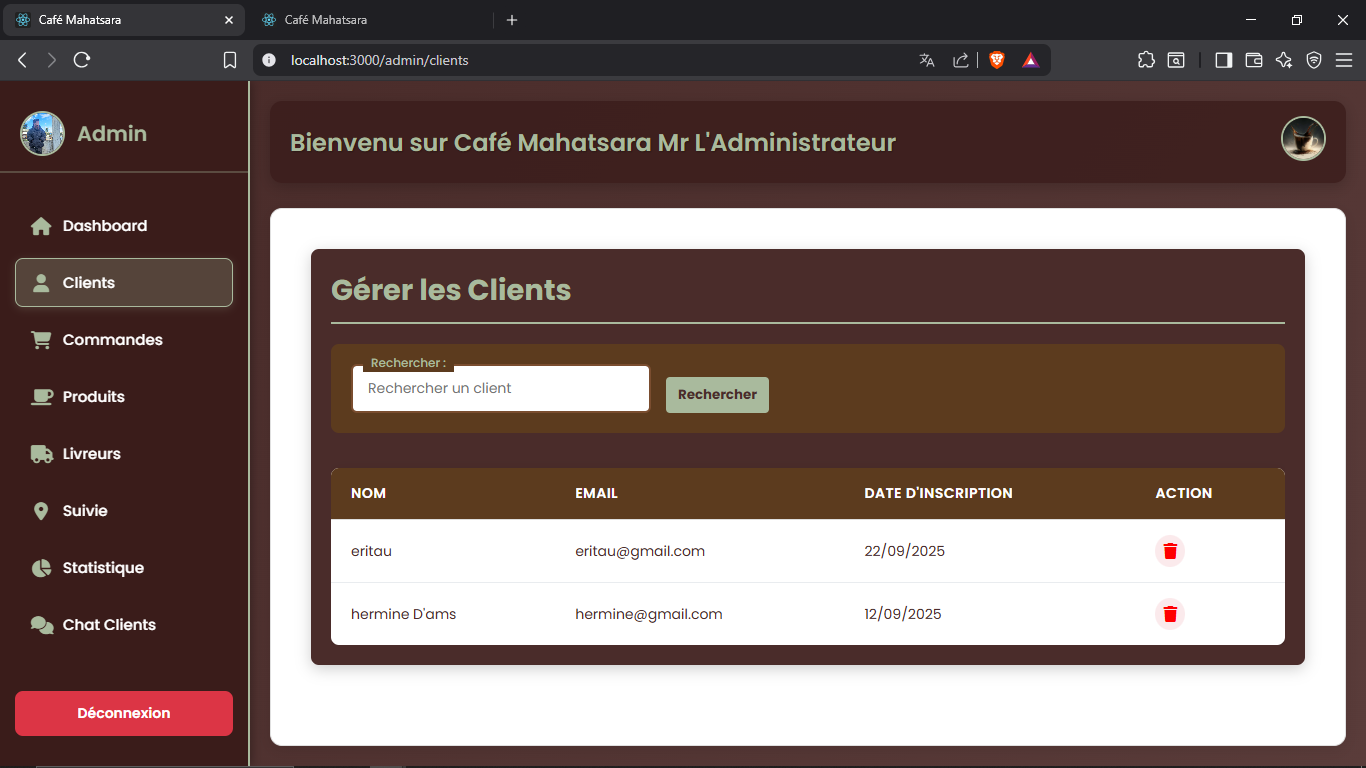 Café Mahatsara
Café Mahatsara
localhost:3000/admin/clients
Admin
Bienvenu sur Café Mahatsara Mr L'Administrateur
Dashboard
Clients
Commandes
Produits
Livreurs
Suivie
Statistique
Chat Clients
Déconnexion
Gérer les Clients
Rechercher :
Rechercher un client
Rechercher
NOM EMAIL DATE D'INSCRIPTION ACTION
eritau eritau@gmail.com 22/09/2025
hermine D'ams hermine@gmail.com 12/09/2025